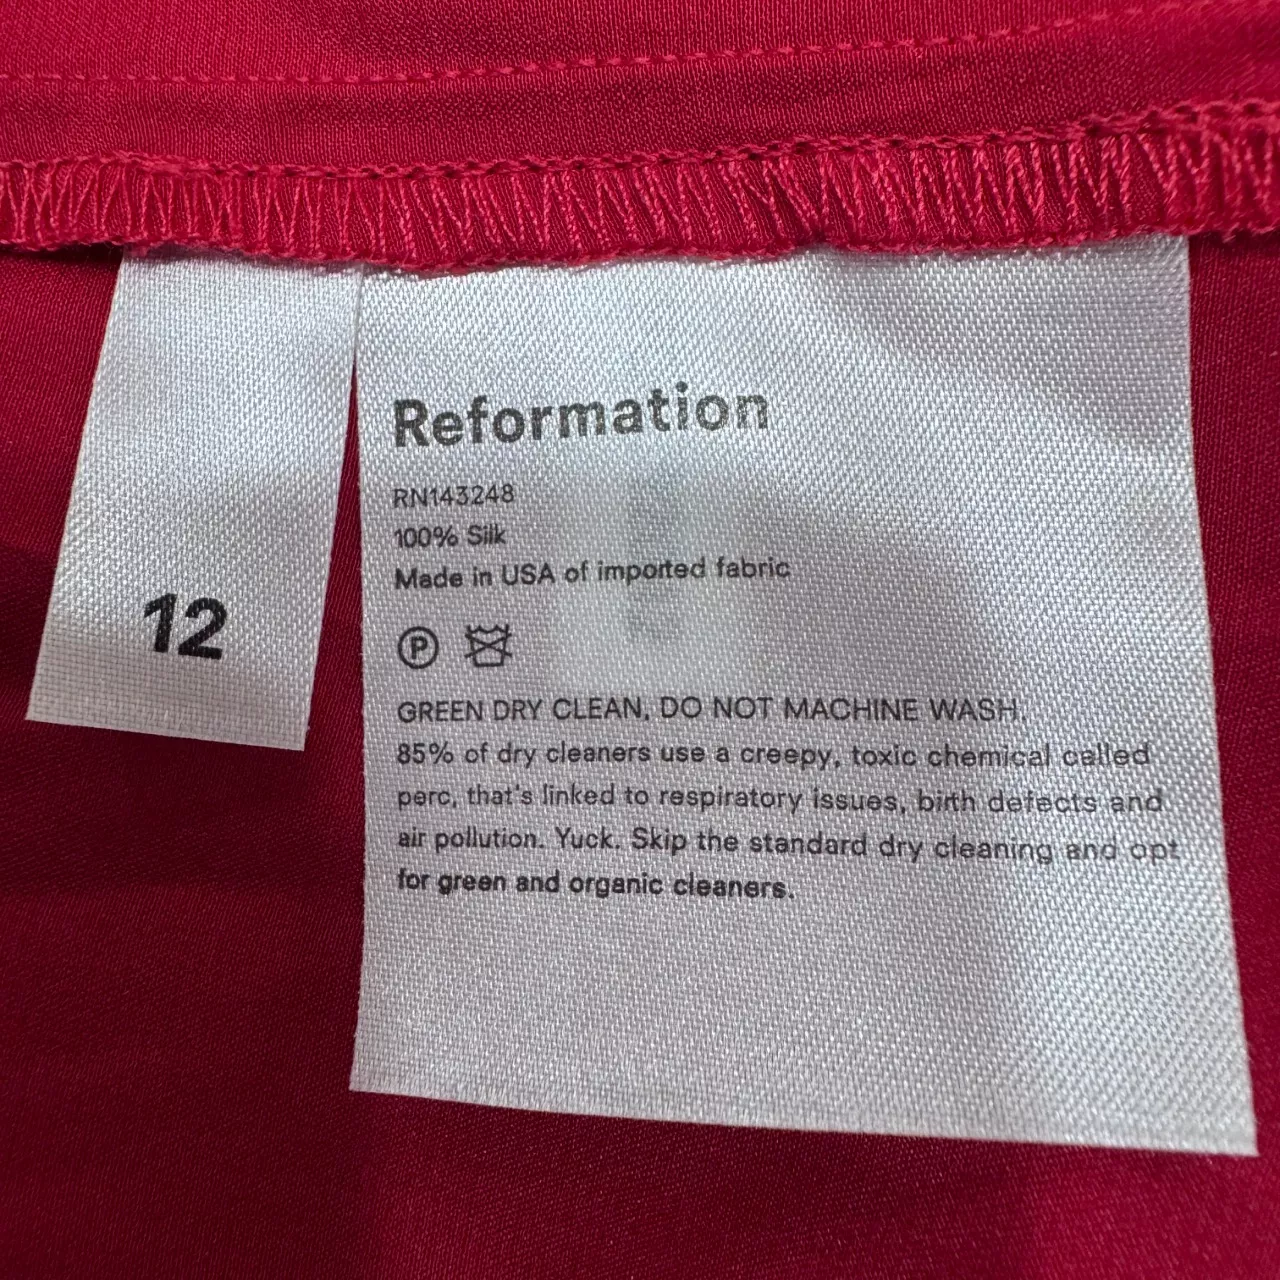 12
Reformation
RN143248
100% Silk
Made in USA of imported fabric
P
GREEN DRY CLEAN, DO NOT MACHINE WASH.
85% of dry cleaners use a creepy, toxic chemical called
perc, that's linked to respiratory issues, birth defects and
air pollution. Yuck. Skip the standard dry cleaning and opt
for green and organic cleaners.